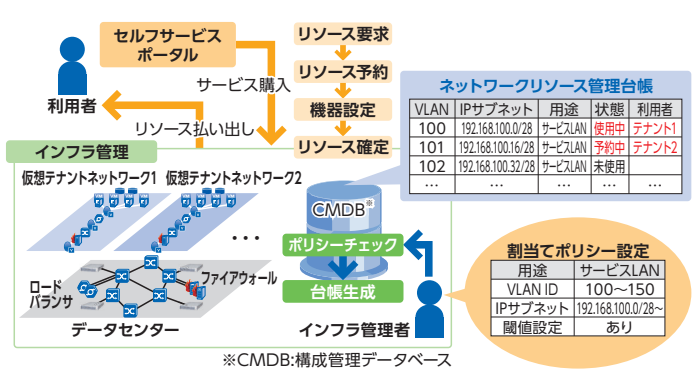 セルフサービス
ポータル
利用者
サービス購入
リソース払い出し
リソース要求
リソース予約
機器設定
リソース確定
ネットワークリソース管理台帳
VLAN IPサブネット 用途 状態 利用者
100 192.168.100.0/28 サービスLAN 使用中 テナント1
101 192.168.100.16/28 サービスLAN 予約中 テナント2
102 192.168.100.32/28 サービスLAN 未使用
… … … … …
インフラ管理
仮想テナントネットワーク1 仮想テナントネットワーク2
…
CMDB※
ポリシーチェック
台帳生成
ロード
バランサ
ファイアウォール
データセンター
インフラ管理者
割当てポリシー設定
用途 サービスLAN
VLAN ID 100～150
IPサブネット 192.168.100.0/28～
閾値設定 あり
※CMDB:構成管理データベース